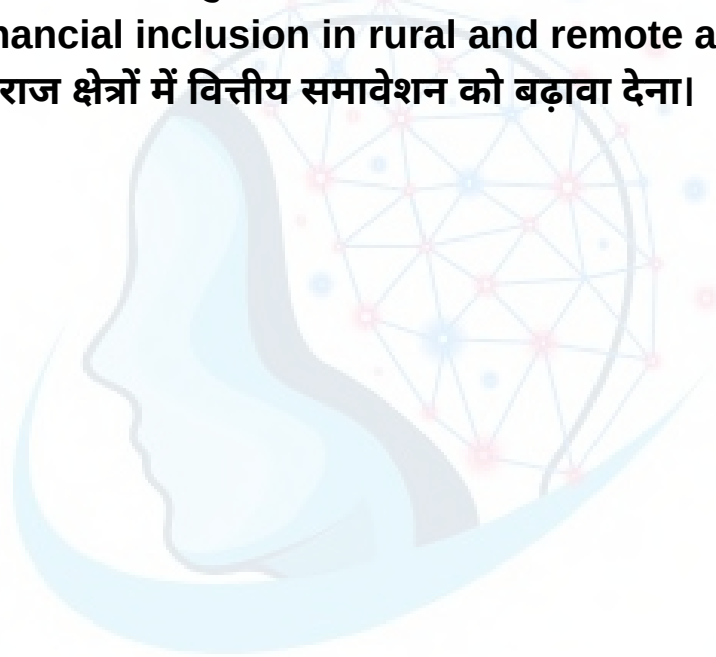 nancial inclusion in rural and remote a
राज क्षेत्रों में वित्तीय समावेशन को बढ़ावा देना।